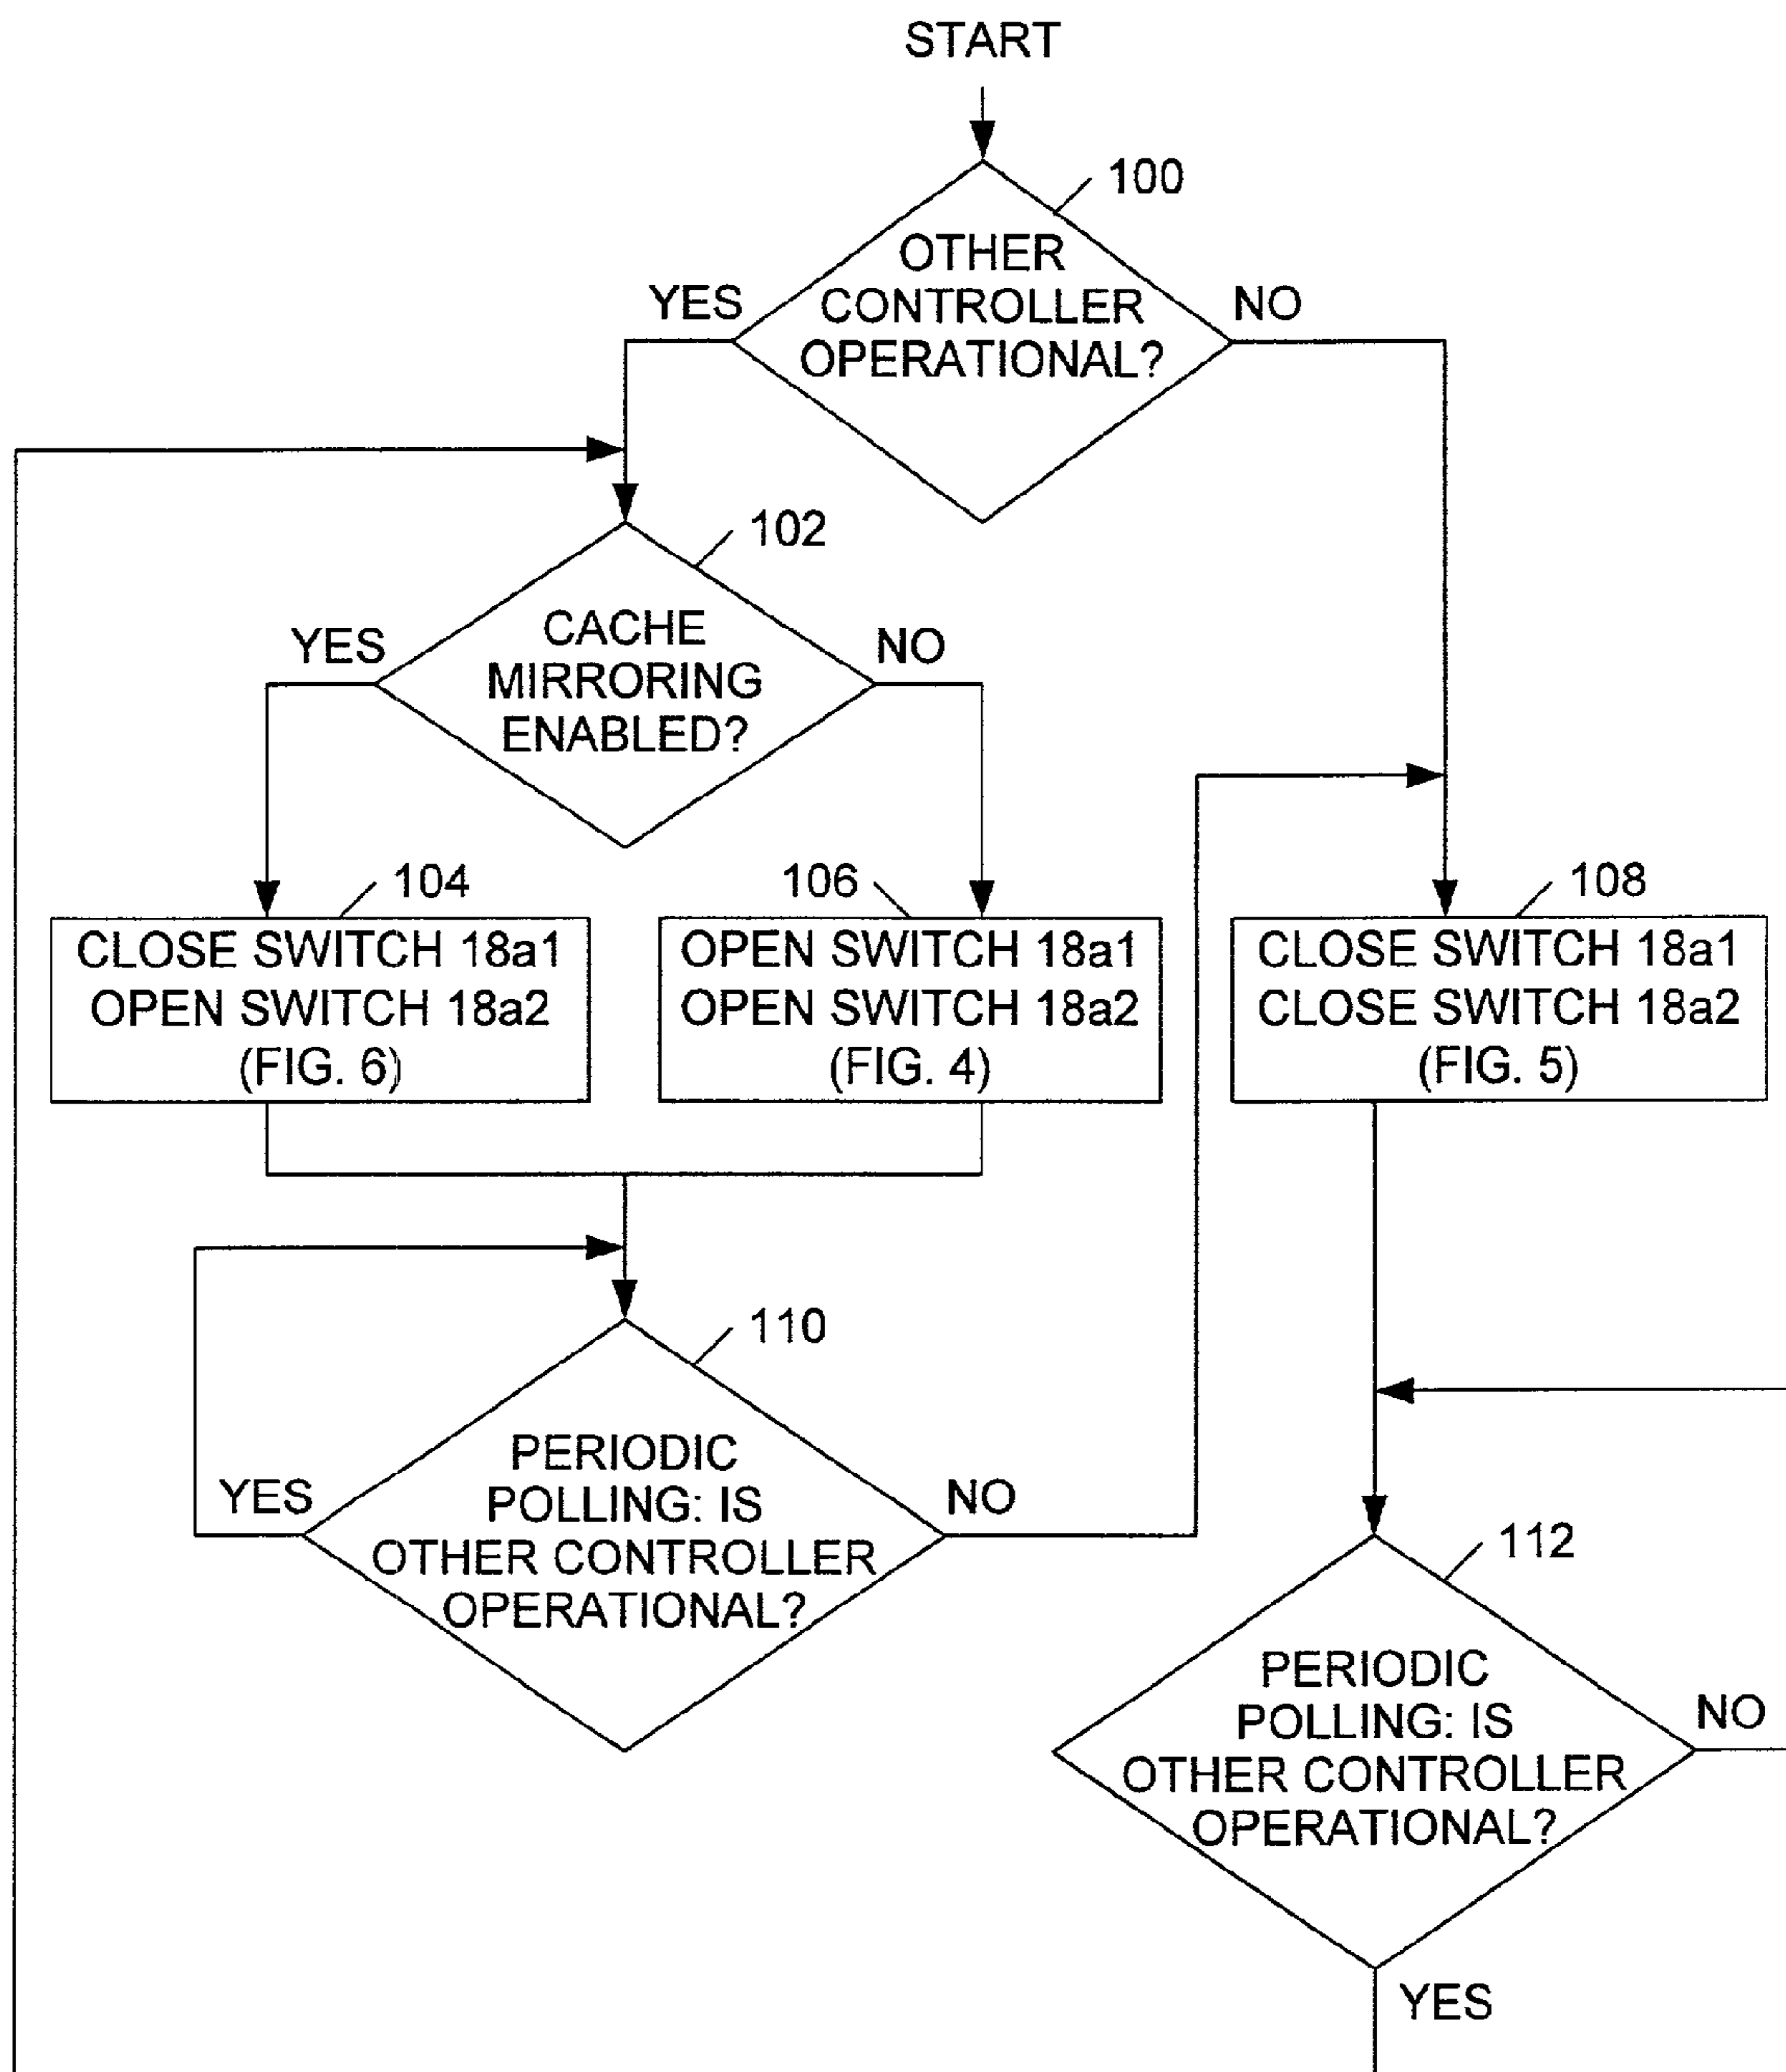 START
100
OTHER
CONTROLLER
OPERATIONAL?
YES
NO
102
CACHE
MIRRORING
ENABLED?
YES
NO
104
CLOSE SWITCH 18a1
OPEN SWITCH 18a2
(FIG. 6)
106
OPEN SWITCH 18a1
OPEN SWITCH 18a2
(FIG. 4)
108
CLOSE SWITCH 18a1
CLOSE SWITCH 18a2
(FIG. 5)
110
PERIODIC
POLLING: IS
OTHER CONTROLLER
OPERATIONAL?
YES
NO
112
PERIODIC
POLLING: IS
OTHER CONTROLLER
OPERATIONAL?
NO
YES